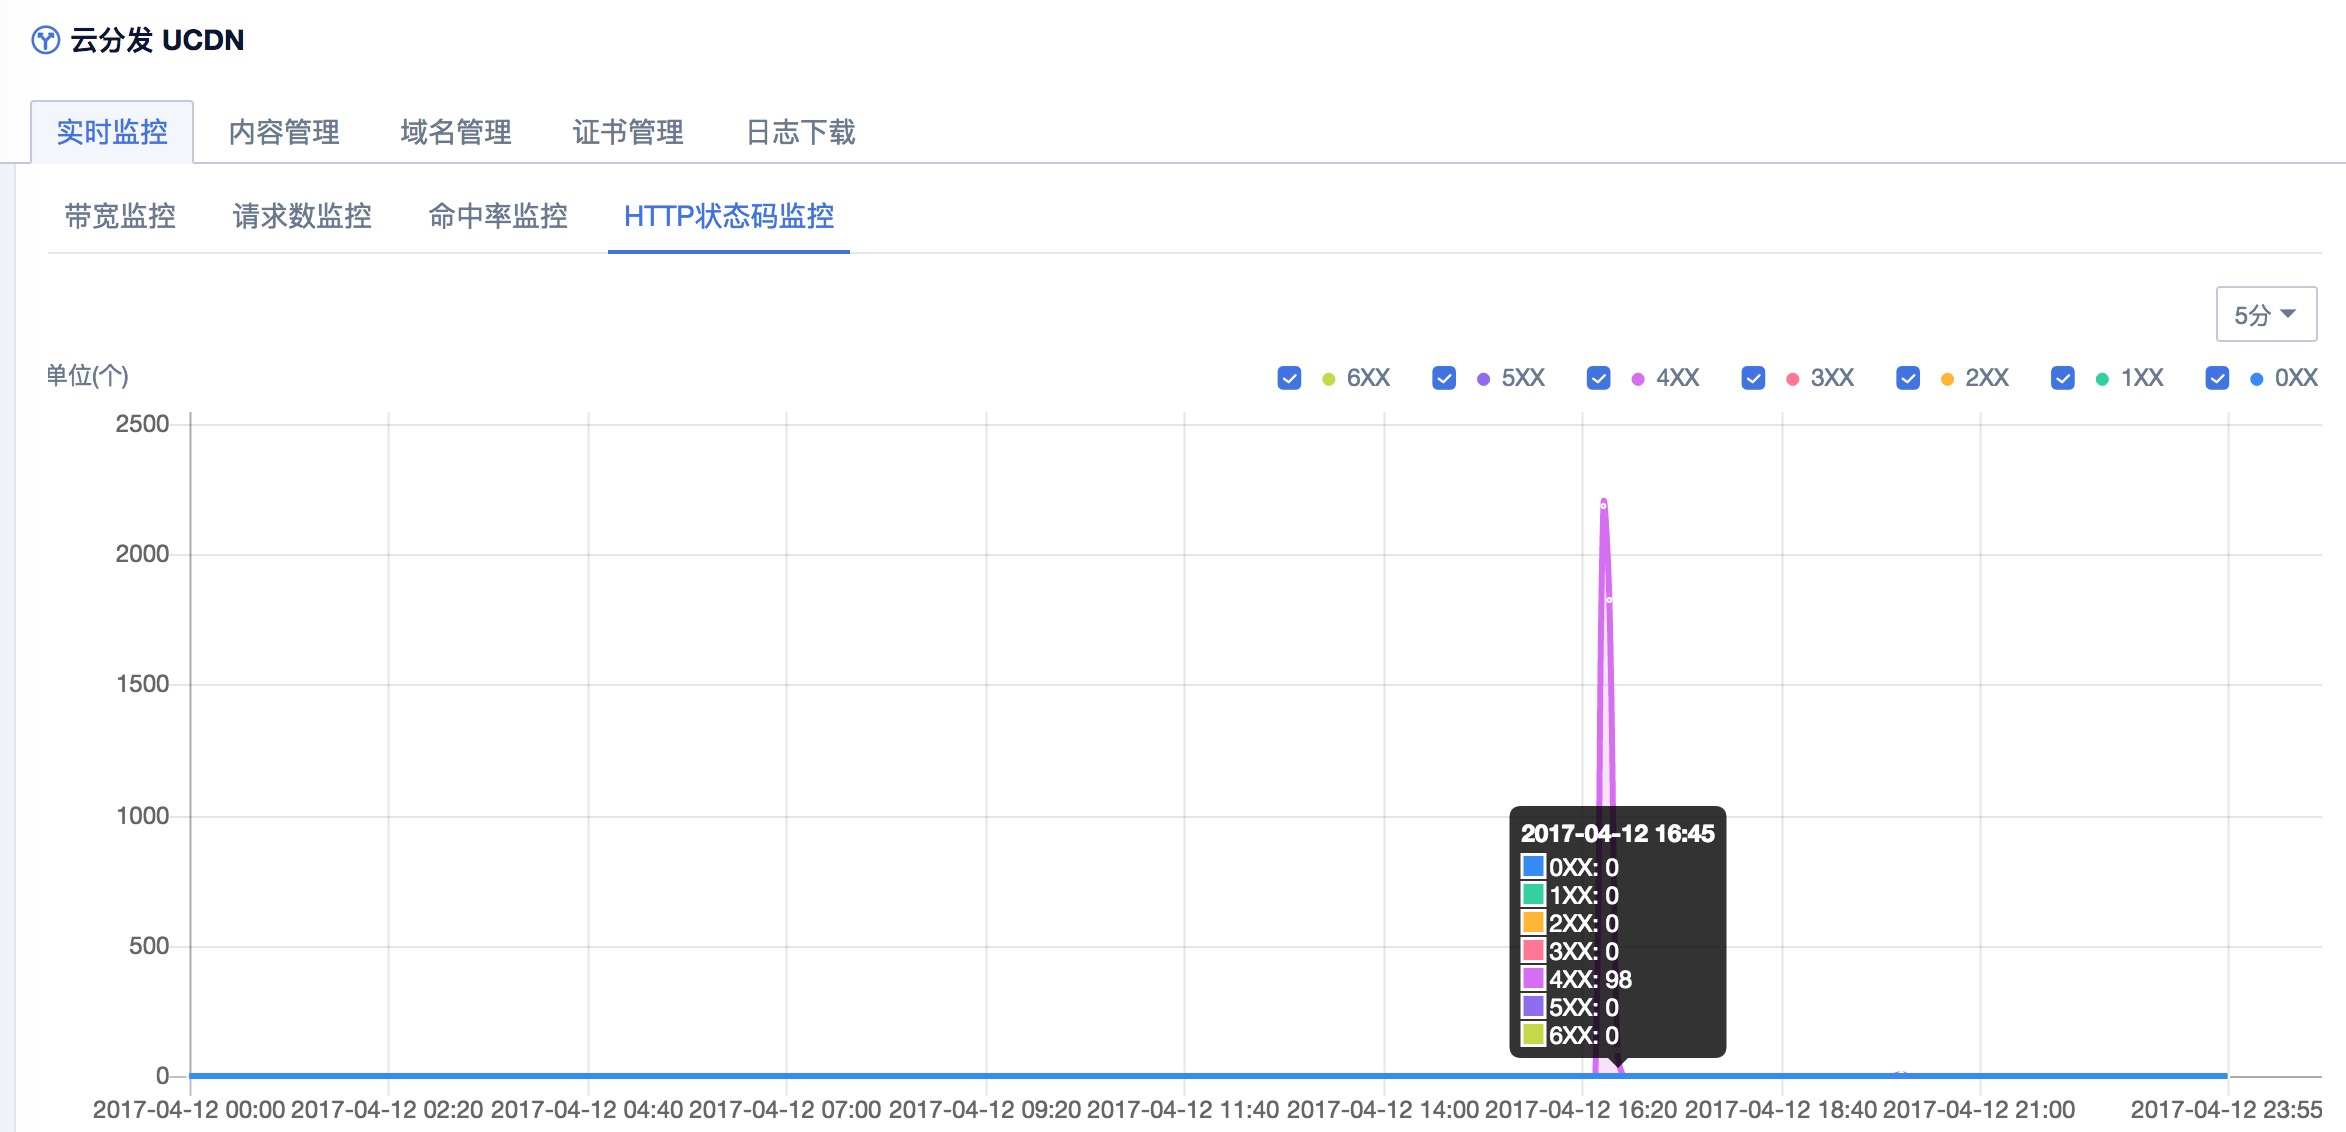 云分发 UCDN
实时监控 内容管理 域名管理 证书管理 日志下载
带宽监控 请求数监控 命中率监控 HTTP状态码监控
5分
单位(个) 6XX 5XX 4XX 3XX 2XX 1XX 0XX
2500
2000
1500
1000
500
0
2017-04-12 16:45
0XX: 0
1XX: 0
2XX: 0
3XX: 0
4XX: 98
5XX: 0
6XX: 0
2017-04-12 00:00 2017-04-12 02:20 2017-04-12 04:40 2017-04-12 07:00 2017-04-12 09:20 2017-04-12 11:40 2017-04-12 14:00 2017-04-12 16:20 2017-04-12 18:40 2017-04-12 21:00 2017-04-12 23:55